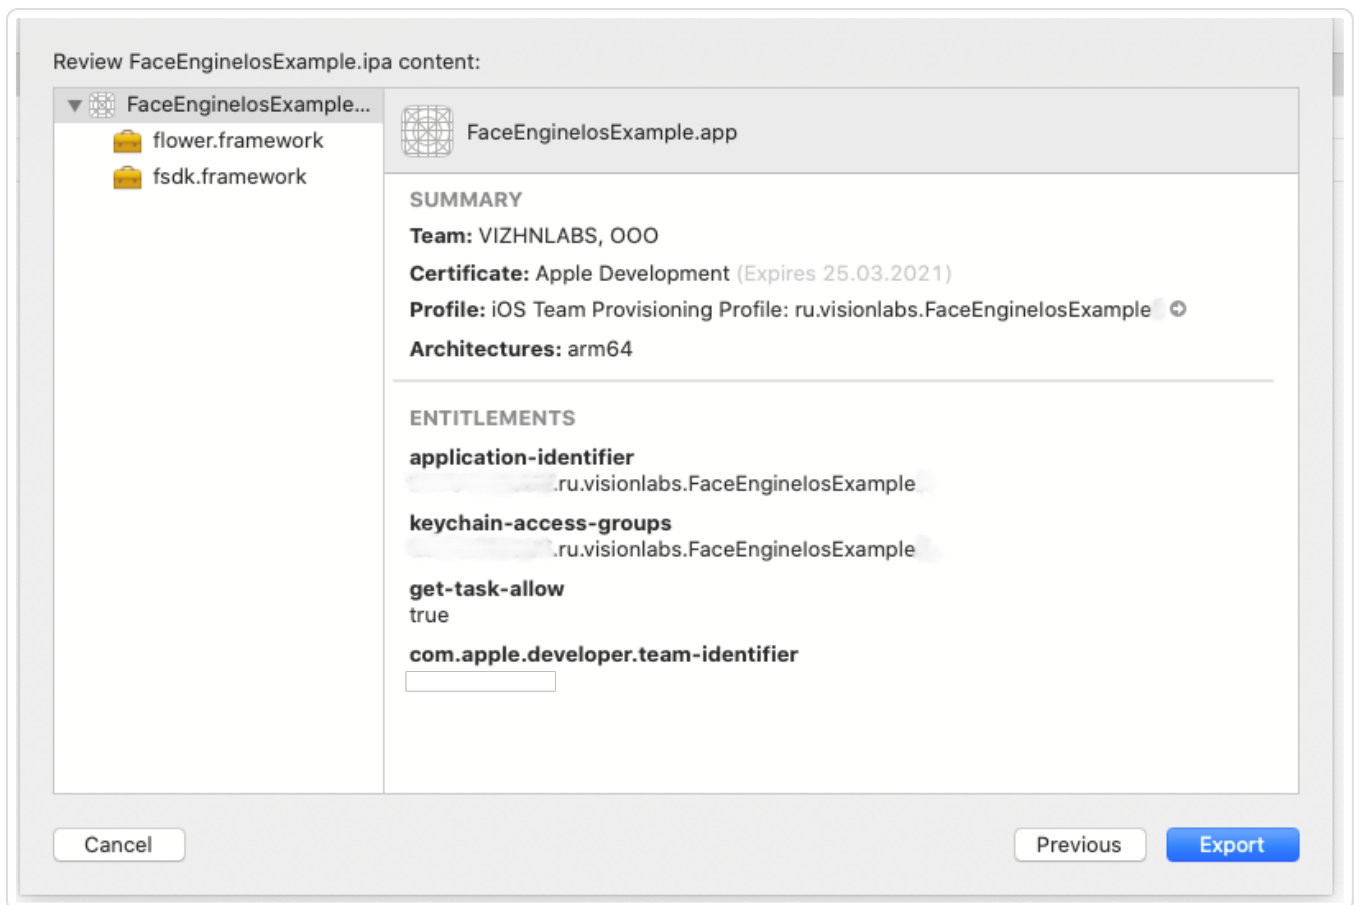 Review FaceEngineIosExample.ipa content:
FaceEngineIosExample...
flower.framework
fsdk.framework
FaceEngineIosExample.app
SUMMARY
Team: VIZHNLABS, OOO
Certificate: Apple Development (Expires 25.03.2021)
Profile: iOS Team Provisioning Profile: ru.visionlabs.FaceEngineIosExample
Architectures: arm64
ENTITLEMENTS
application-identifier
.ru.visionlabs.FaceEngineIosExample
keychain-access-groups
.ru.visionlabs.FaceEngineIosExample
get-task-allow
true
com.apple.developer.team-identifier
Cancel
Previous
Export